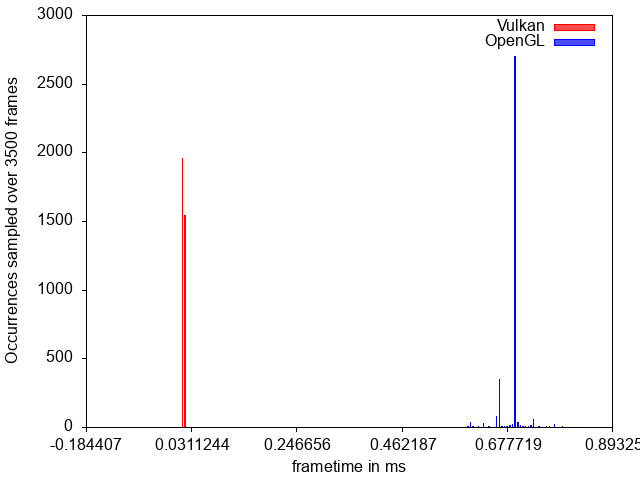 3000
Vulkan
OpenGL
2500
2000
1500
1000
500
0
Occurrences sampled over 3500 frames
-0.184407 0.0311244 0.246656 0.462187 0.677719 0.89325
frametime in ms